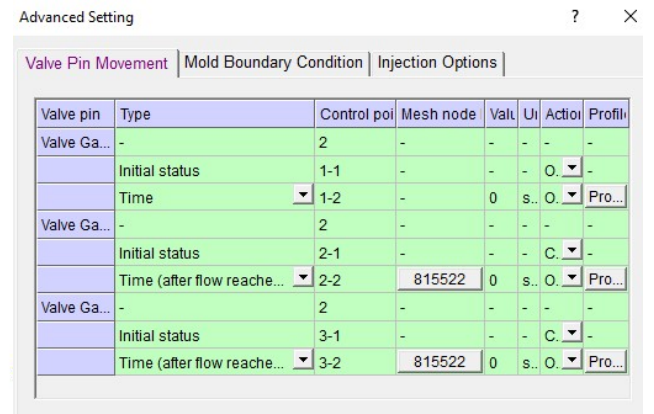 Advanced Setting ? ×
Valve Pin Movement Mold Boundary Condition Injection Options
Valve pin Type Control poi Mesh node Valu Ui Action Profile
Valve Ga... - 2 - - - - -
Initial status 1-1 - - - O. -
Time 1-2 - 0 s.. O. Pro...
Valve Ga... - 2 - - - - -
Initial status 2-1 - - - C. -
Time (after flow reache... 2-2 815522 0 s.. O. Pro...
Valve Ga... - 2 - - - - -
Initial status 3-1 - - - C. -
Time (after flow reache... 3-2 815522 0 s.. O. Pro...